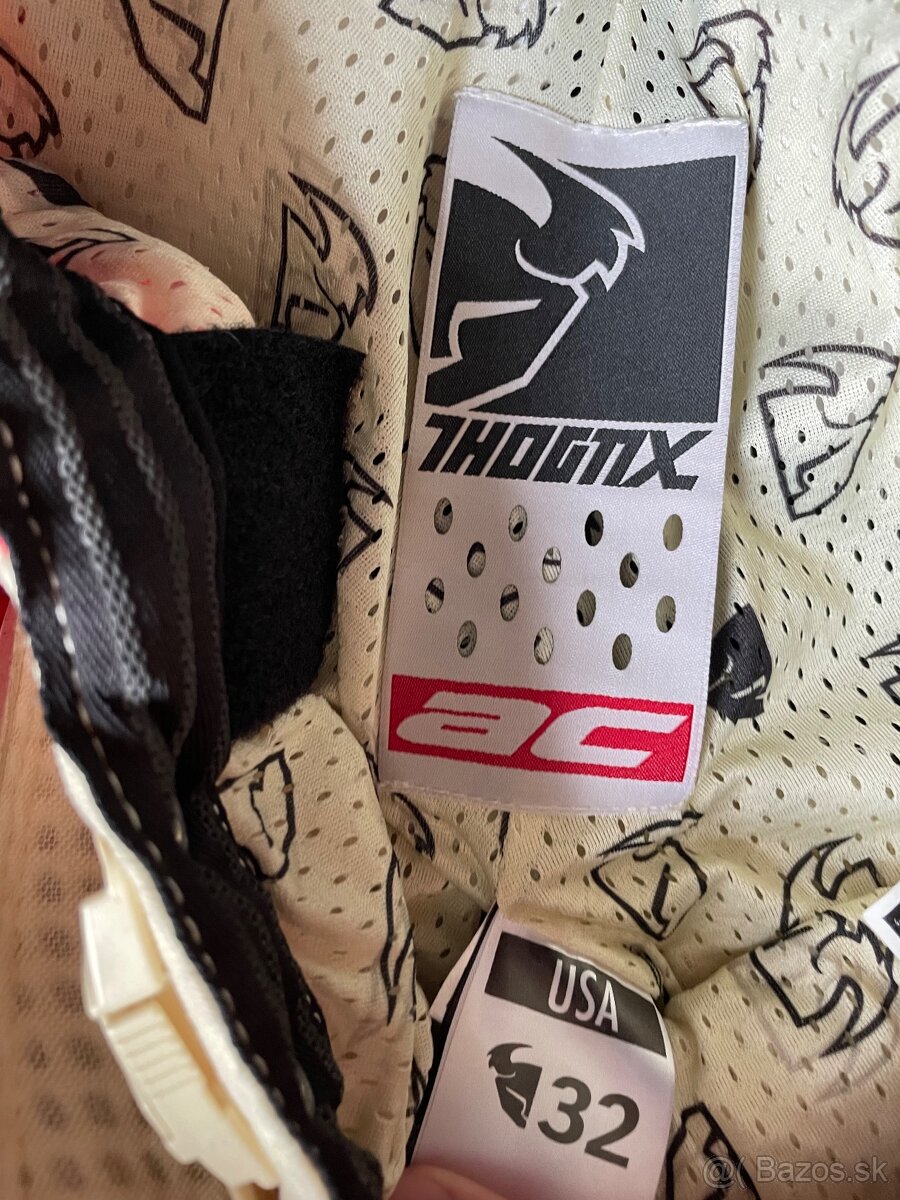 THORMX
ac
USA
32
@( Bazos.sk